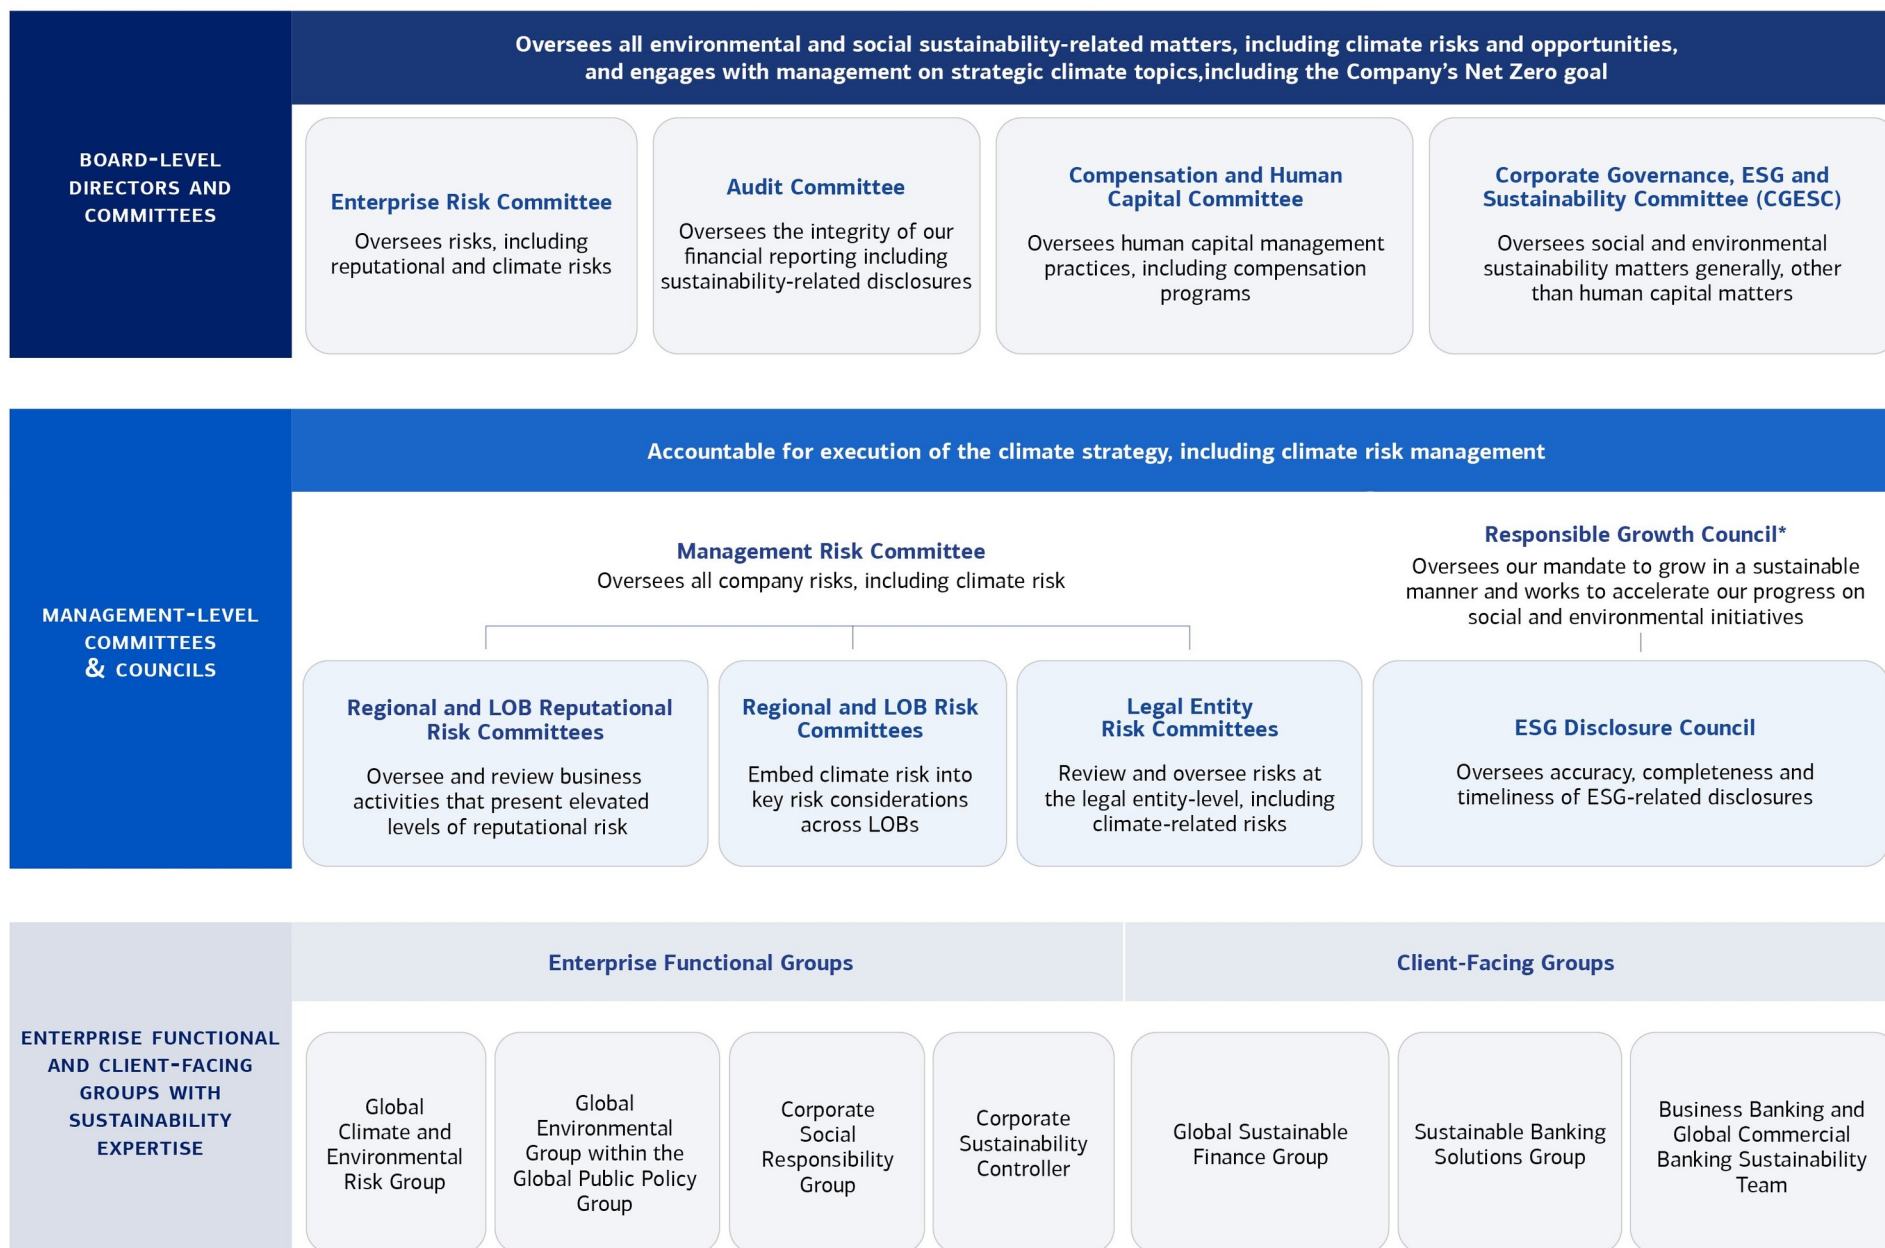 Oversees all environmental and social sustainability-related matters, including climate risks and opportunities,
and engages with management on strategic climate topics,including the Company's Net Zero goal
BOARD-LEVEL
DIRECTORS AND
COMMITTEES
Enterprise Risk Committee
Oversees risks, including
reputational and climate risks
Audit Committee
Oversees the integrity of our
financial reporting including
sustainability-related disclosures
Compensation and Human
Capital Committee
Oversees human capital management
practices, including compensation
programs
Corporate Governance, ESG and
Sustainability Committee (CGESC)
Oversees social and environmental
sustainability matters generally, other
than human capital matters
Accountable for execution of the climate strategy, including climate risk management
MANAGEMENT-LEVEL
COMMITTEES
& COUNCILS
Management Risk Committee
Oversees all company risks, including climate risk
Responsible Growth Council*
Oversees our mandate to grow in a sustainable
manner and works to accelerate our progress on
social and environmental initiatives
Regional and LOB Reputational
Risk Committees
Oversee and review business
activities that present elevated
levels of reputational risk
Regional and LOB Risk
Committees
Embed climate risk into
key risk considerations
across LOBs
Legal Entity
Risk Committees
Review and oversee risks at
the legal entity-level, including
climate-related risks
ESG Disclosure Council
Oversees accuracy, completeness and
timeliness of ESG-related disclosures
ENTERPRISE FUNCTIONAL
AND CLIENT-FACING
GROUPS WITH
SUSTAINABILITY
EXPERTISE
Enterprise Functional Groups
Client-Facing Groups
Global
Climate and
Environmental
Risk Group
Global
Environmental
Group within the
Global Public Policy
Group
Corporate
Social
Responsibility
Group
Corporate
Sustainability
Controller
Global Sustainable
Finance Group
Sustainable Banking
Solutions Group
Business Banking and
Global Commercial
Banking Sustainability
Team